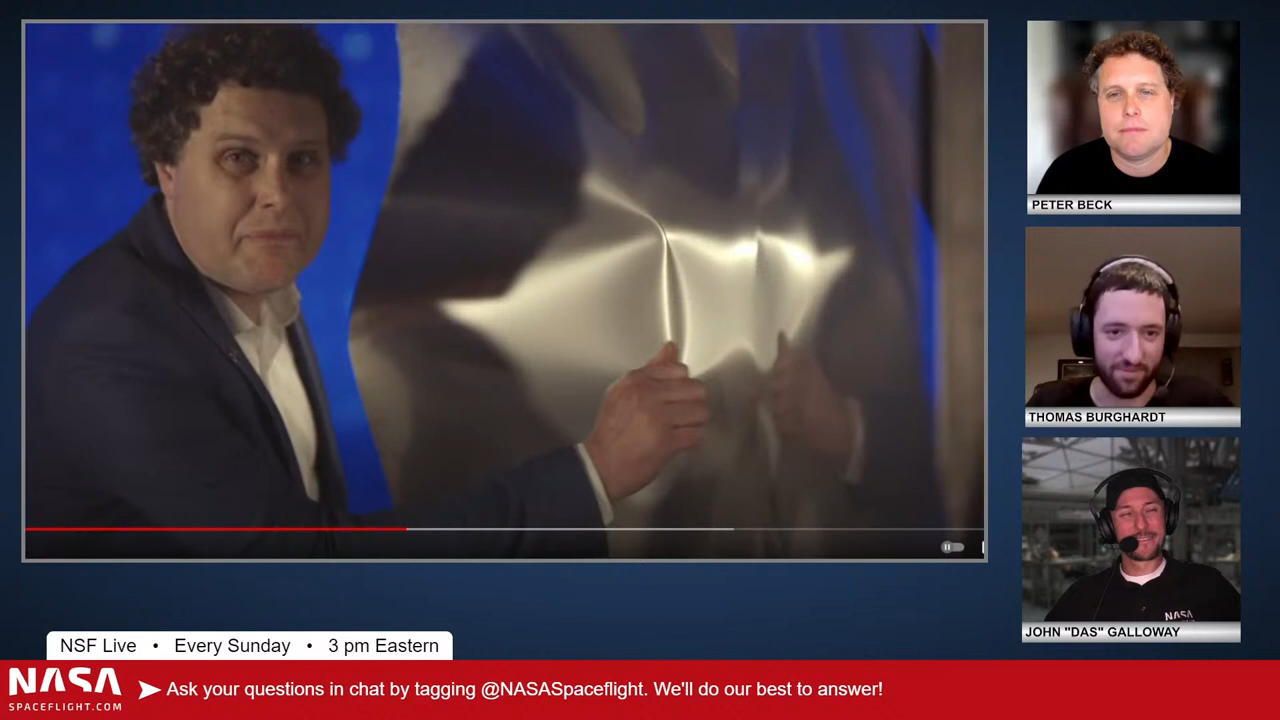 PETER BECK
THOMAS BURGHARDT
NASA
JOHN "DAS" GALLOWAY
NSF Live • Every Sunday • 3 pm Eastern
NASA
SPACEFLIGHT.COM
Ask your questions in chat by tagging @NASASpaceflight. We'll do our best to answer!